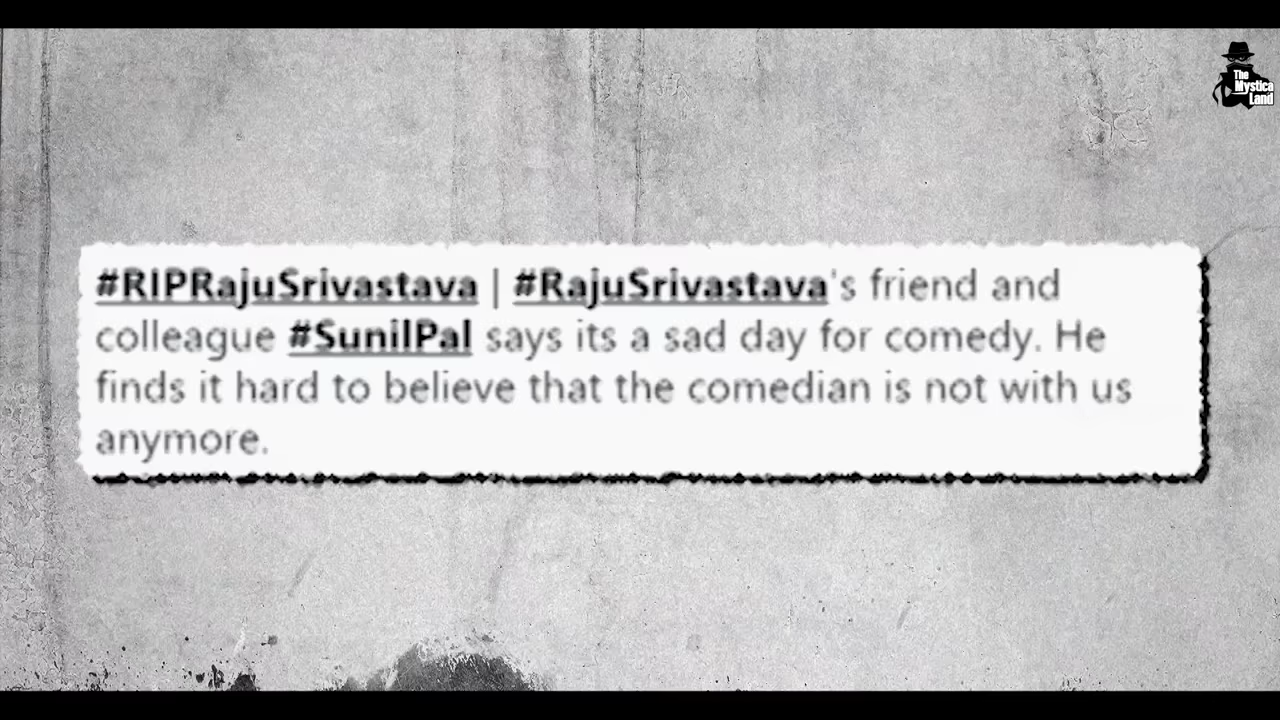 The
Mystica
Land
#RIPRajuSrivastava | #RajuSrivastava's friend and
colleague #SunilPal says its a sad day for comedy. He
finds it hard to believe that the comedian is not with us
anymore.